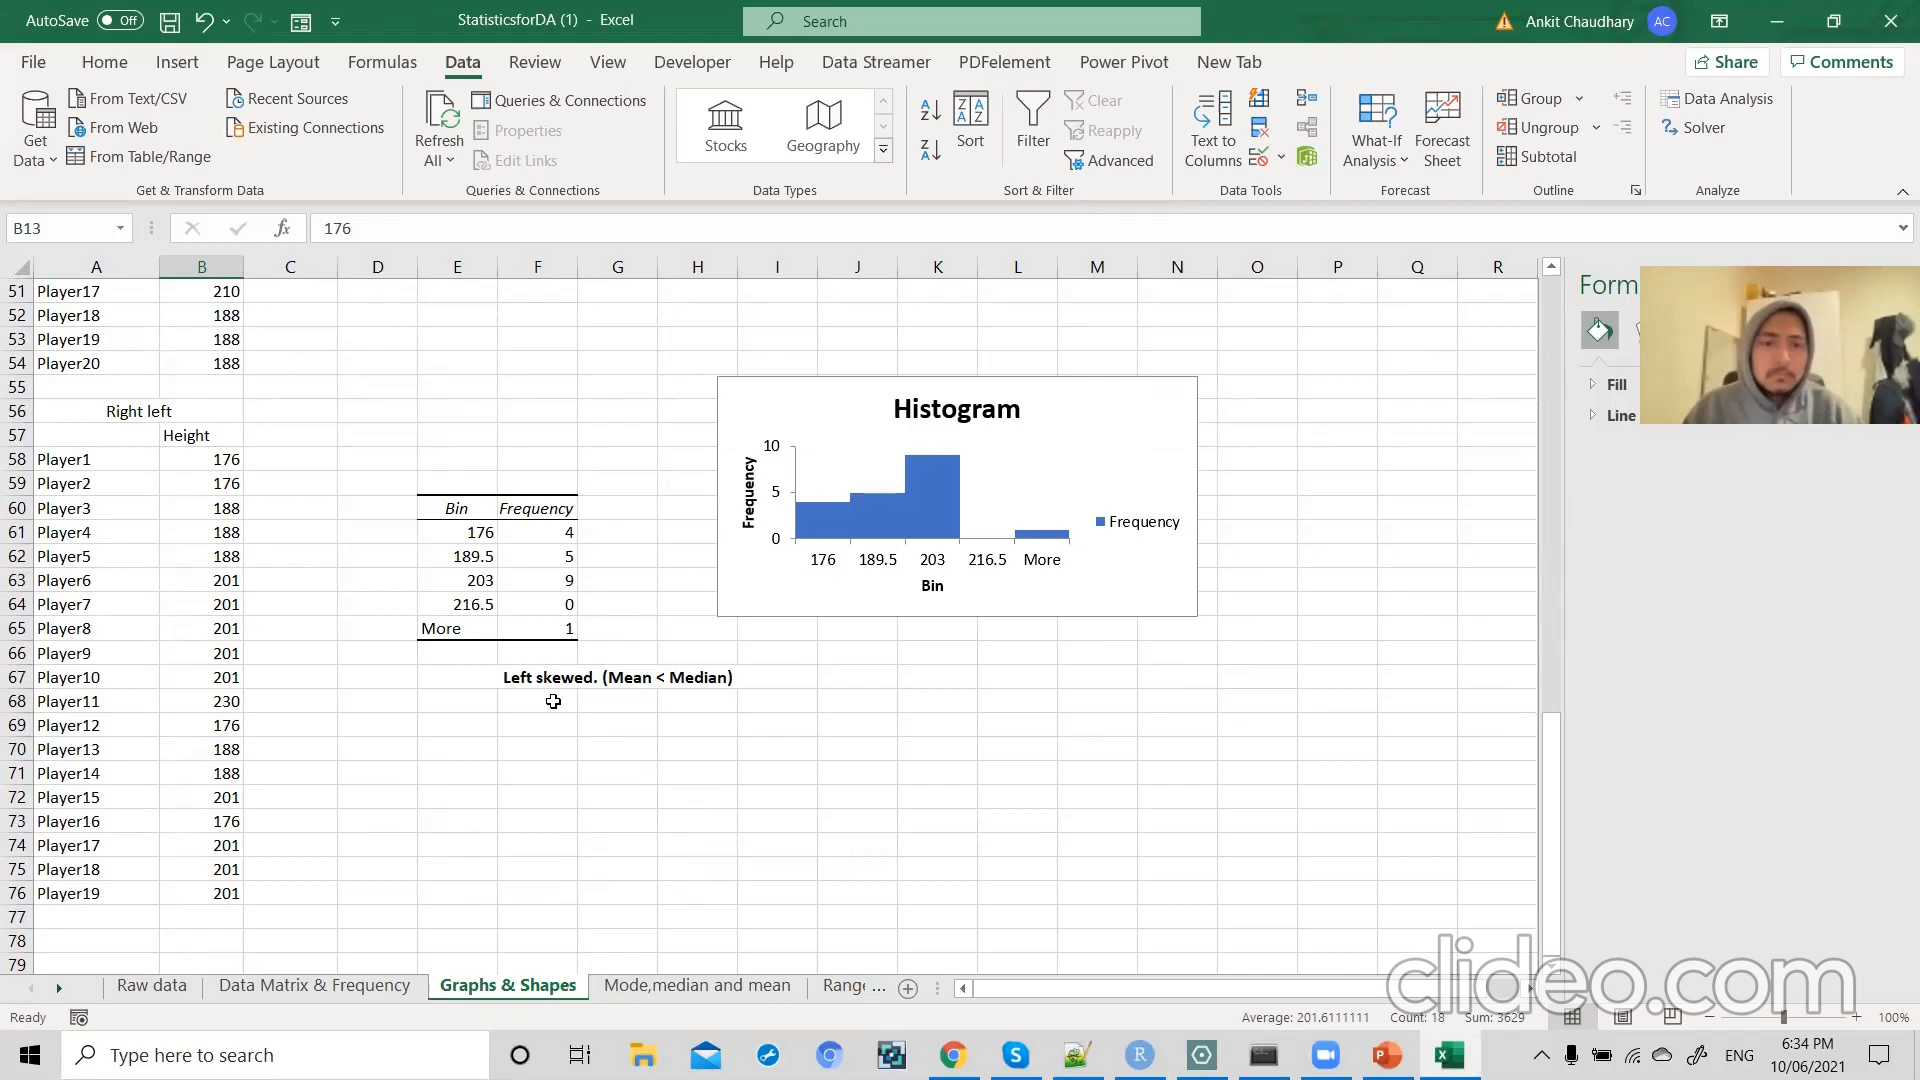 AutoSave Off
StatisticsforDA (1) - Excel
Search
Ankit Chaudhary AC
File Home Insert Page Layout Formulas Data Review View Developer Help Data Streamer PDFelement Power Pivot New Tab Share Comments
Get Data
From Text/CSV
From Web
From Table/Range
Recent Sources
Existing Connections
Get & Transform Data
Refresh All
Queries & Connections
Properties
Edit Links
Queries & Connections
Stocks
Geography
Data Types
Sort
Filter
Clear
Reapply
Advanced
Sort & Filter
Text to Columns
Data Tools
What-If Analysis
Forecast Sheet
Forecast
Group
Ungroup
Subtotal
Outline
Data Analysis
Solver
Analyze
B13 fx 176
A B C D E F G H I J K L M N O P Q R
51 Player17 210
52 Player18 188
53 Player19 188
54 Player20 188
55
56 Right left
57 Height
58 Player1 176
59 Player2 176
60 Player3 188 Bin Frequency
61 Player4 188 176 4
62 Player5 188 189.5 5
63 Player6 201 203 9
64 Player7 201 216.5 0
65 Player8 201 More 1
66 Player9 201
67 Player10 201 Left skewed. (Mean < Median)
68 Player11 230
69 Player12 176
70 Player13 188
71 Player14 188
72 Player15 201
73 Player16 176
74 Player17 201
75 Player18 201
76 Player19 201
77
78
79
Histogram
Frequency
10
5
0
176 189.5 203 216.5 More
Bin
Frequency
Form
Fill
Line
Raw data Data Matrix & Frequency Graphs & Shapes Mode,median and mean Range ...
clideo.com
Ready Average: 201.6111111 Count: 18 Sum: 3629 100%
Type here to search
ENG
6:34 PM
10/06/2021